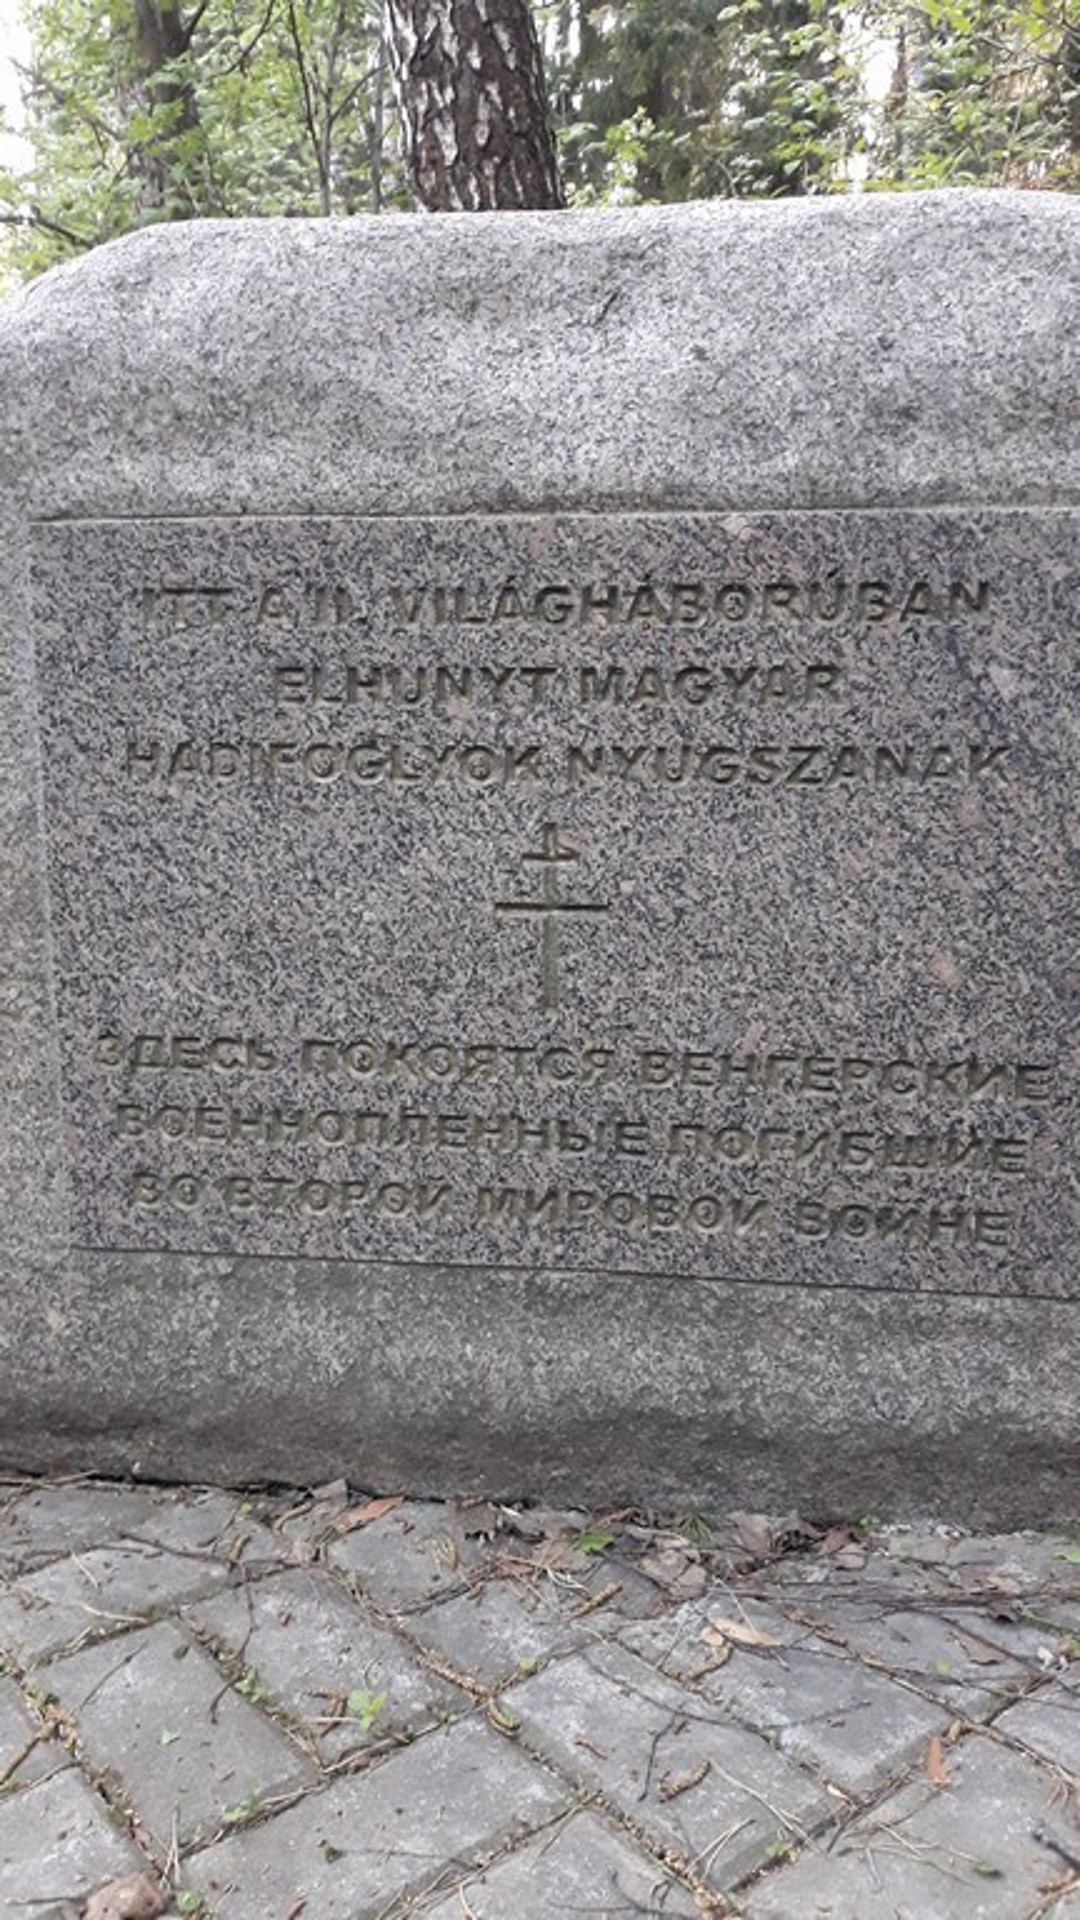 ITT A II. VILÁGHÁBORÚBAN
ELHUNYT MAGYAR
HADIFOGLYOK NYUGSZANAK
ЗДЕСЬ ПОКОЯТСЯ ВЕНГЕРСКИЕ
ВОЕННОПЛЕННЫЕ ПОГИБШИЕ
ВО ВТОРОЙ МИРОВОЙ ВОЙНЕ